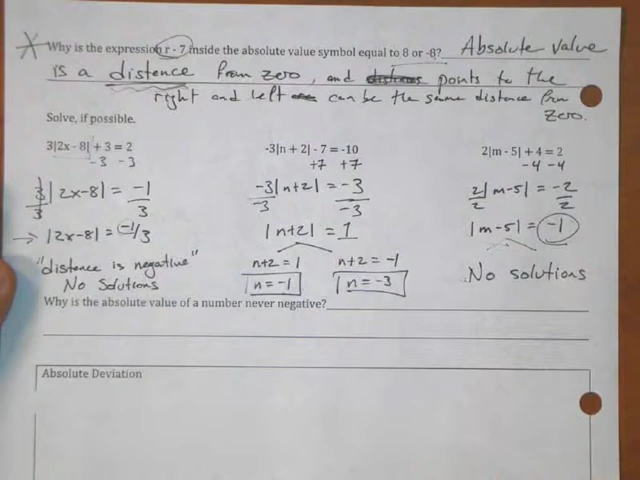 Why is the expression r - 7 inside the absolute value symbol equal to 8 or -8? Absolute value
is a distence from zero, and points to the
right and left can be the same distence from
zero.
Solve, if possible.
3|2x - 8| + 3 = 2 -3|n + 2| - 7 = -10 2|m - 5| + 4 = 2
-3 -3 +7 +7 -4 -4
3|2x-8| = -1 -3|n+2| = -3 2|m-5| = -2
3 3 -3 -3 2 2
→ |2x-8| = -1/3 |n+2| = 1 |m-5| = -1
"distence is negative" n+2 = 1 n+2 = -1 No solutions
No Solutions n = -1 n = -3
Why is the absolute value of a number never negative?
Absolute Deviation